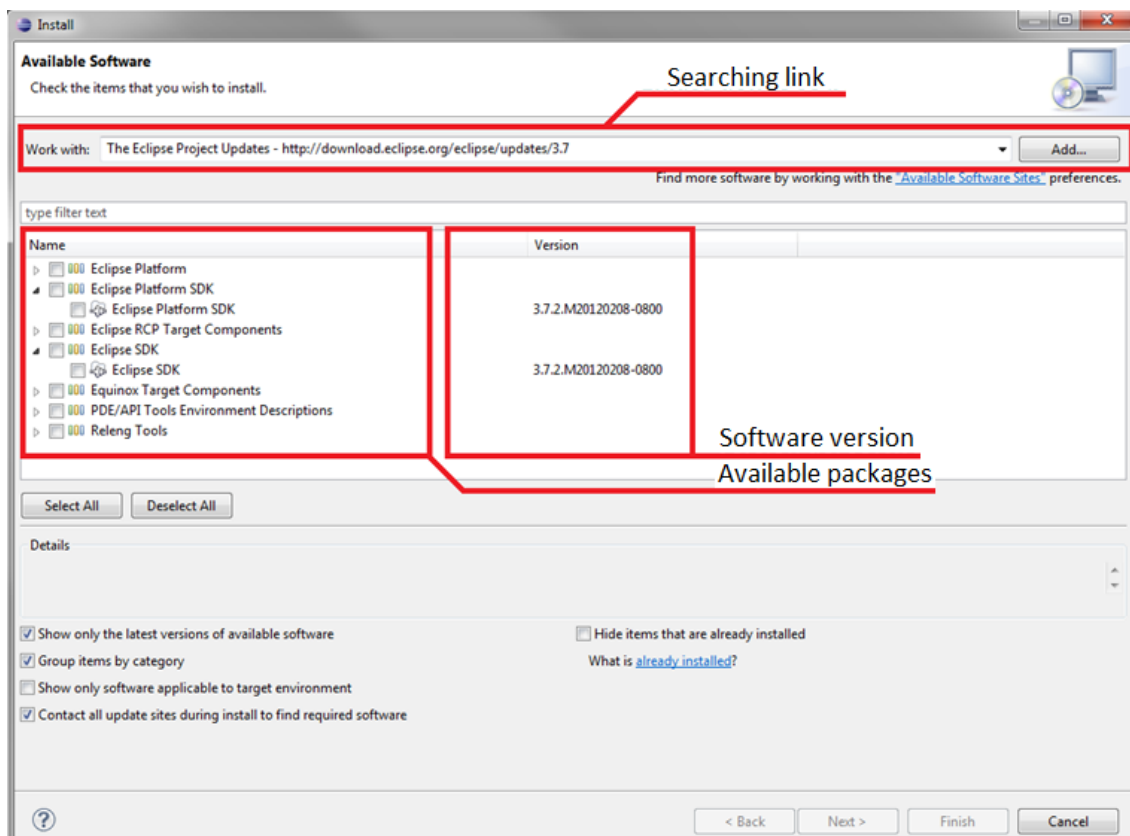 Install
Available Software
Check the items that you wish to install.
Searching link
Work with: The Eclipse Project Updates - http://download.eclipse.org/eclipse/updates/3.7 Add...
Find more software by working with the "Available Software Sites" preferences.
type filter text
Name Version
Eclipse Platform
Eclipse Platform SDK
Eclipse Platform SDK 3.7.2.M20120208-0800
Eclipse RCP Target Components
Eclipse SDK
Eclipse SDK 3.7.2.M20120208-0800
Equinox Target Components
PDE/API Tools Environment Descriptions
Releng Tools
Software version
Available packages
Select All Deselect All
Details
Show only the latest versions of available software Hide items that are already installed
Group items by category What is already installed?
Show only software applicable to target environment
Contact all update sites during install to find required software
? < Back Next > Finish Cancel